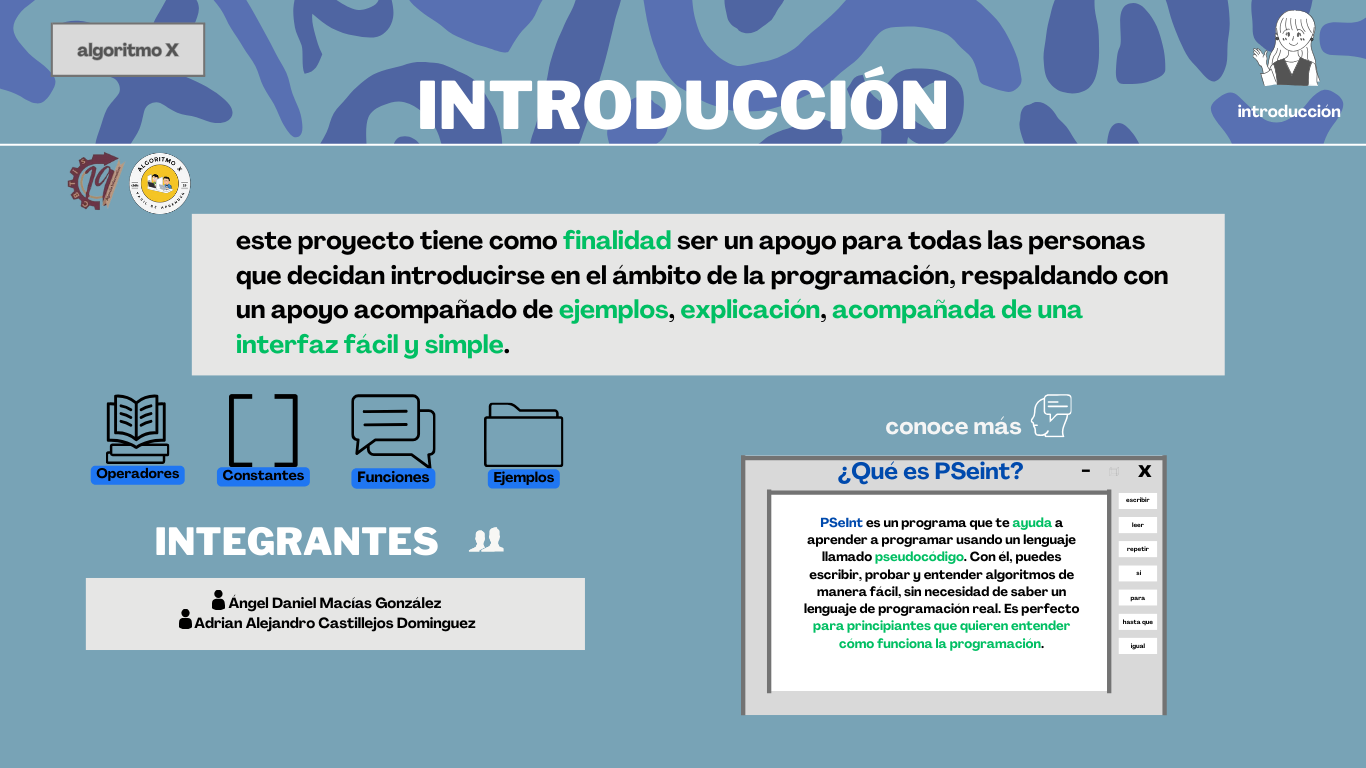 algoritmo X
INTRODUCCIÓN
introducción
19
ALGORITMO X
FACIL DE APRENDER
este proyecto tiene como finalidad ser un apoyo para todas las personas
que decidan introducirse en el ámbito de la programación, respaldando con
un apoyo acompañado de ejemplos, explicación, acompañada de una
interfaz fácil y simple.
Operadores
Constantes
Funciones
Ejemplos
conoce más
¿Qué es PSeint?
- X
PSeInt es un programa que te ayuda a
aprender a programar usando un lenguaje
llamado pseudocódigo. Con él, puedes
escribir, probar y entender algoritmos de
manera fácil, sin necesidad de saber un
lenguaje de programación real. Es perfecto
para principiantes que quieren entender
cómo funciona la programación.
escribir
leer
repetir
si
para
hasta que
igual
INTEGRANTES
Ángel Daniel Macías González
Adrian Alejandro Castillejos Dominguez